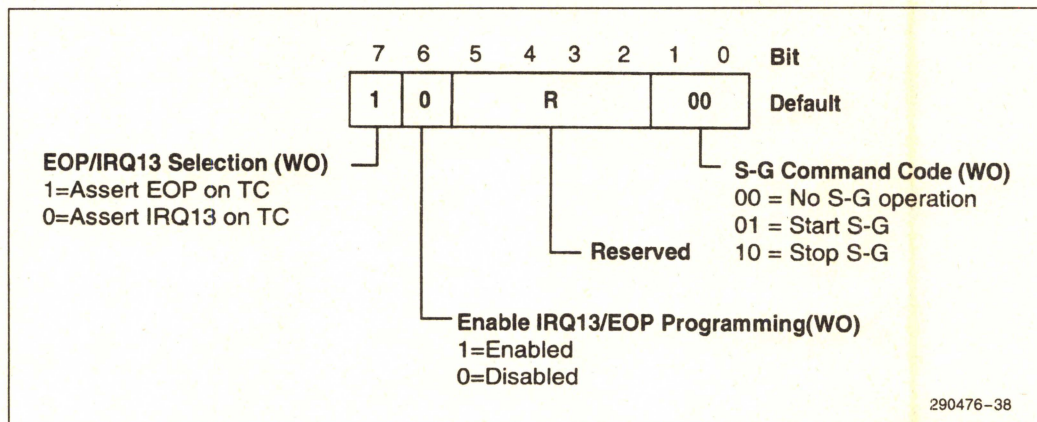 7 6 5 4 3 2 1 0 Bit
1 0 R 00 Default
EOP/IRQ13 Selection (WO)
1=Assert EOP on TC
0=Assert IRQ13 on TC
S-G Command Code (WO)
00 = No S-G operation
01 = Start S-G
10 = Stop S-G
Reserved
Enable IRQ13/EOP Programming(WO)
1=Enabled
0=Disabled
290476-38